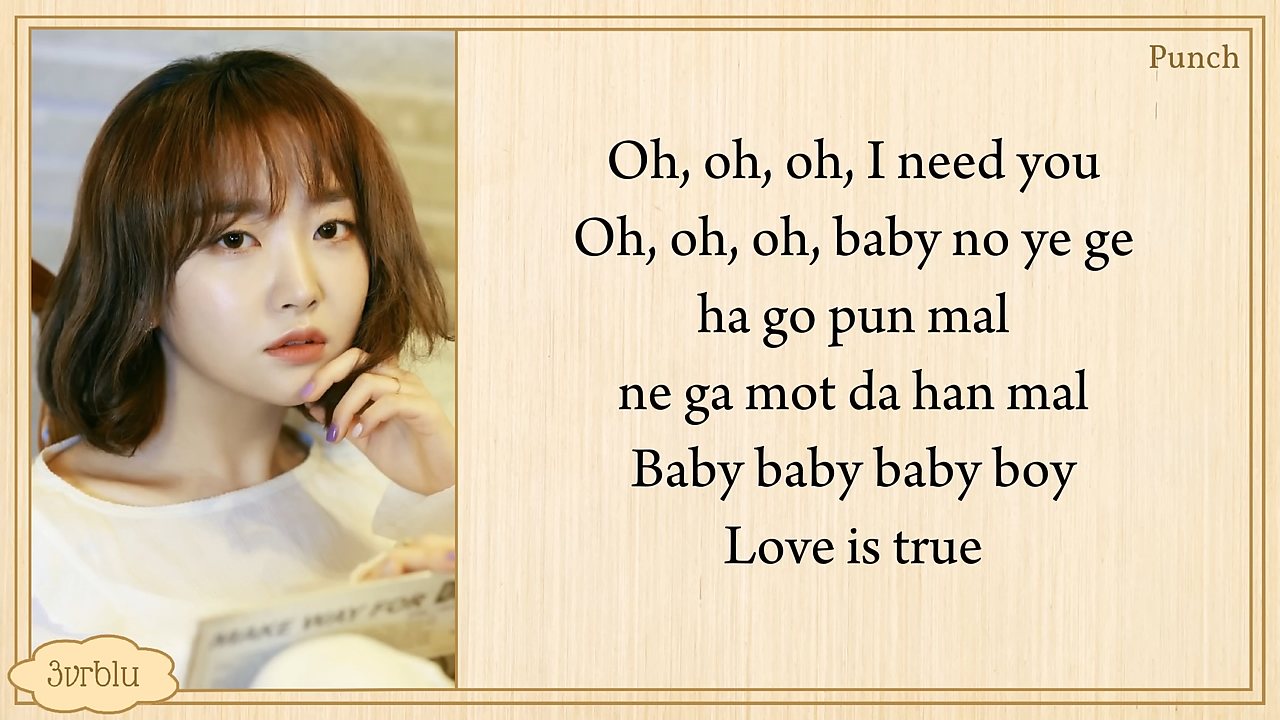 Punch
Oh, oh, oh, I need you
Oh, oh, oh, baby no ye ge
ha go pun mal
ne ga mot da han mal
Baby baby baby boy
Love is true
MAKE WAY FOR
3vrblu